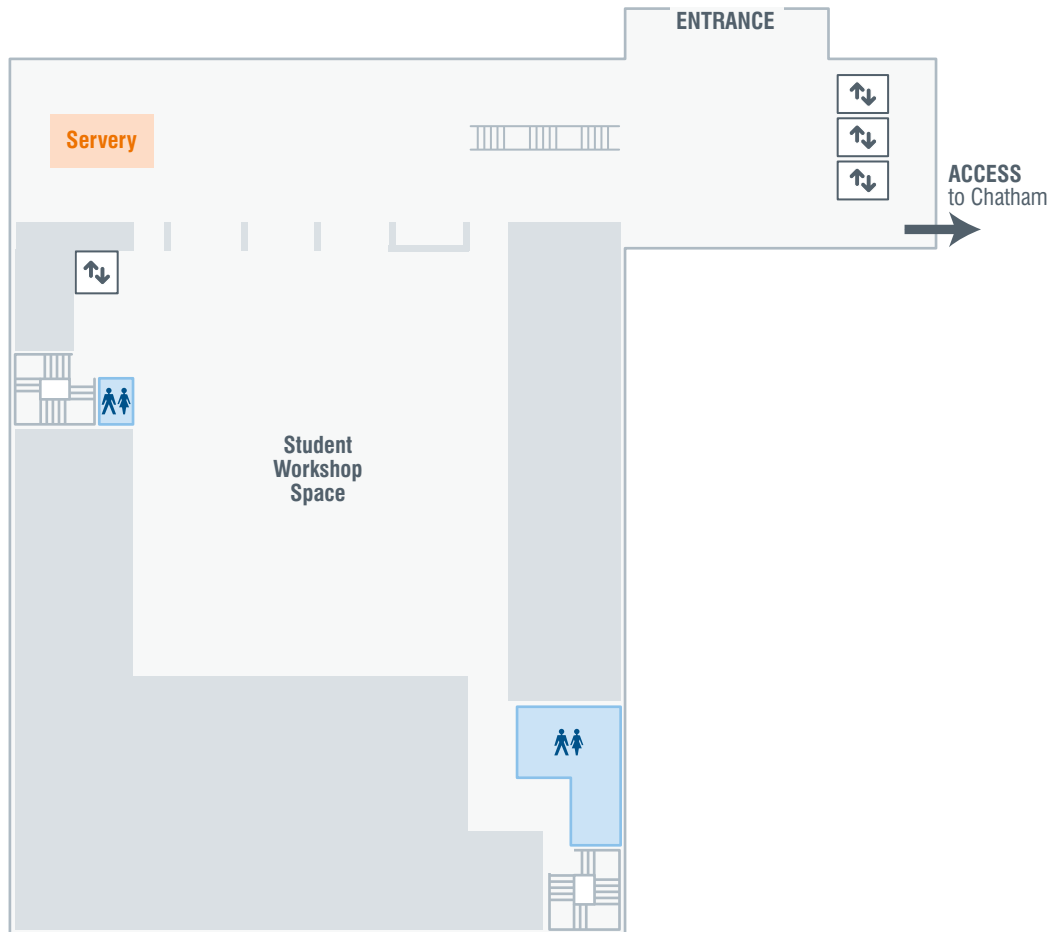 ENTRANCE
Servery
ACCESS
to Chatham
Student
Workshop
Space